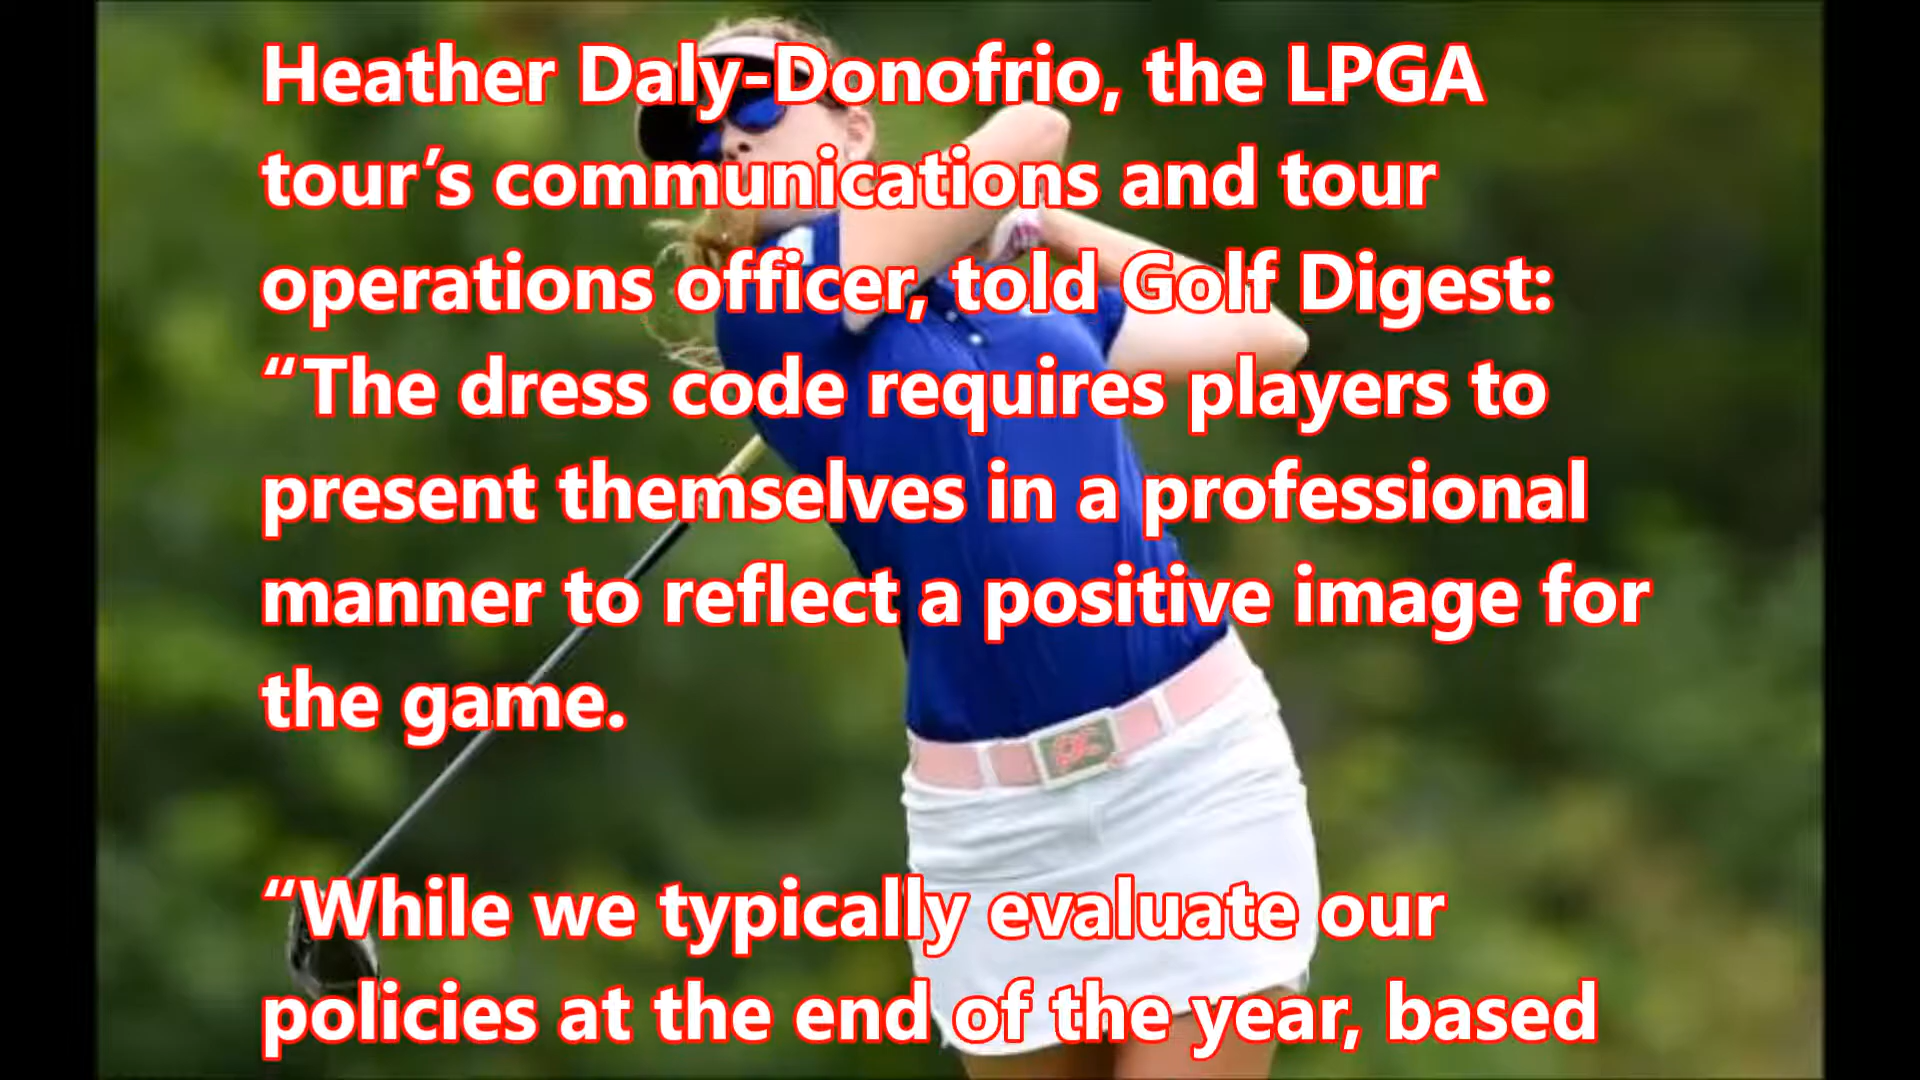 Heather Daly-Donofrio, the LPGA
tour’s communications and tour
operations officer, told Golf Digest:
“The dress code requires players to
present themselves in a professional
manner to reflect a positive image for
the game.
“While we typically evaluate our
policies at the end of the year, based